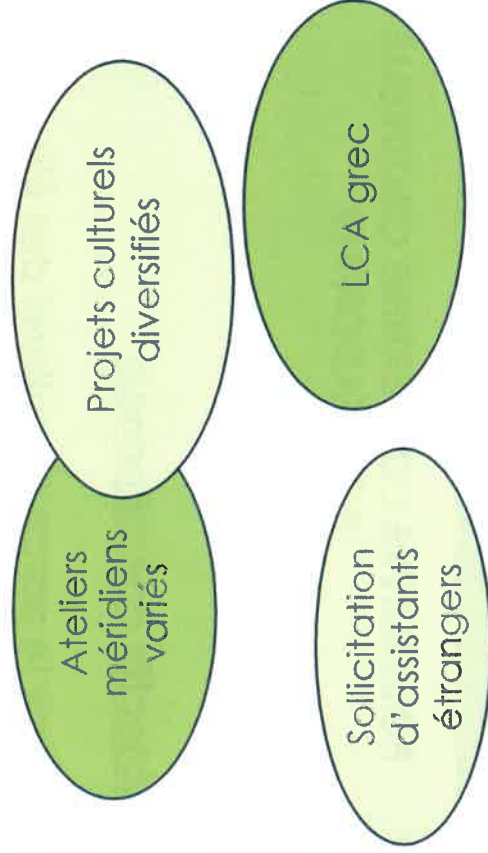 Ateliers
méridiens
variés
Projets culturels
diversifiés
Sollicitation
d'assistants
étrangers
LCA grec